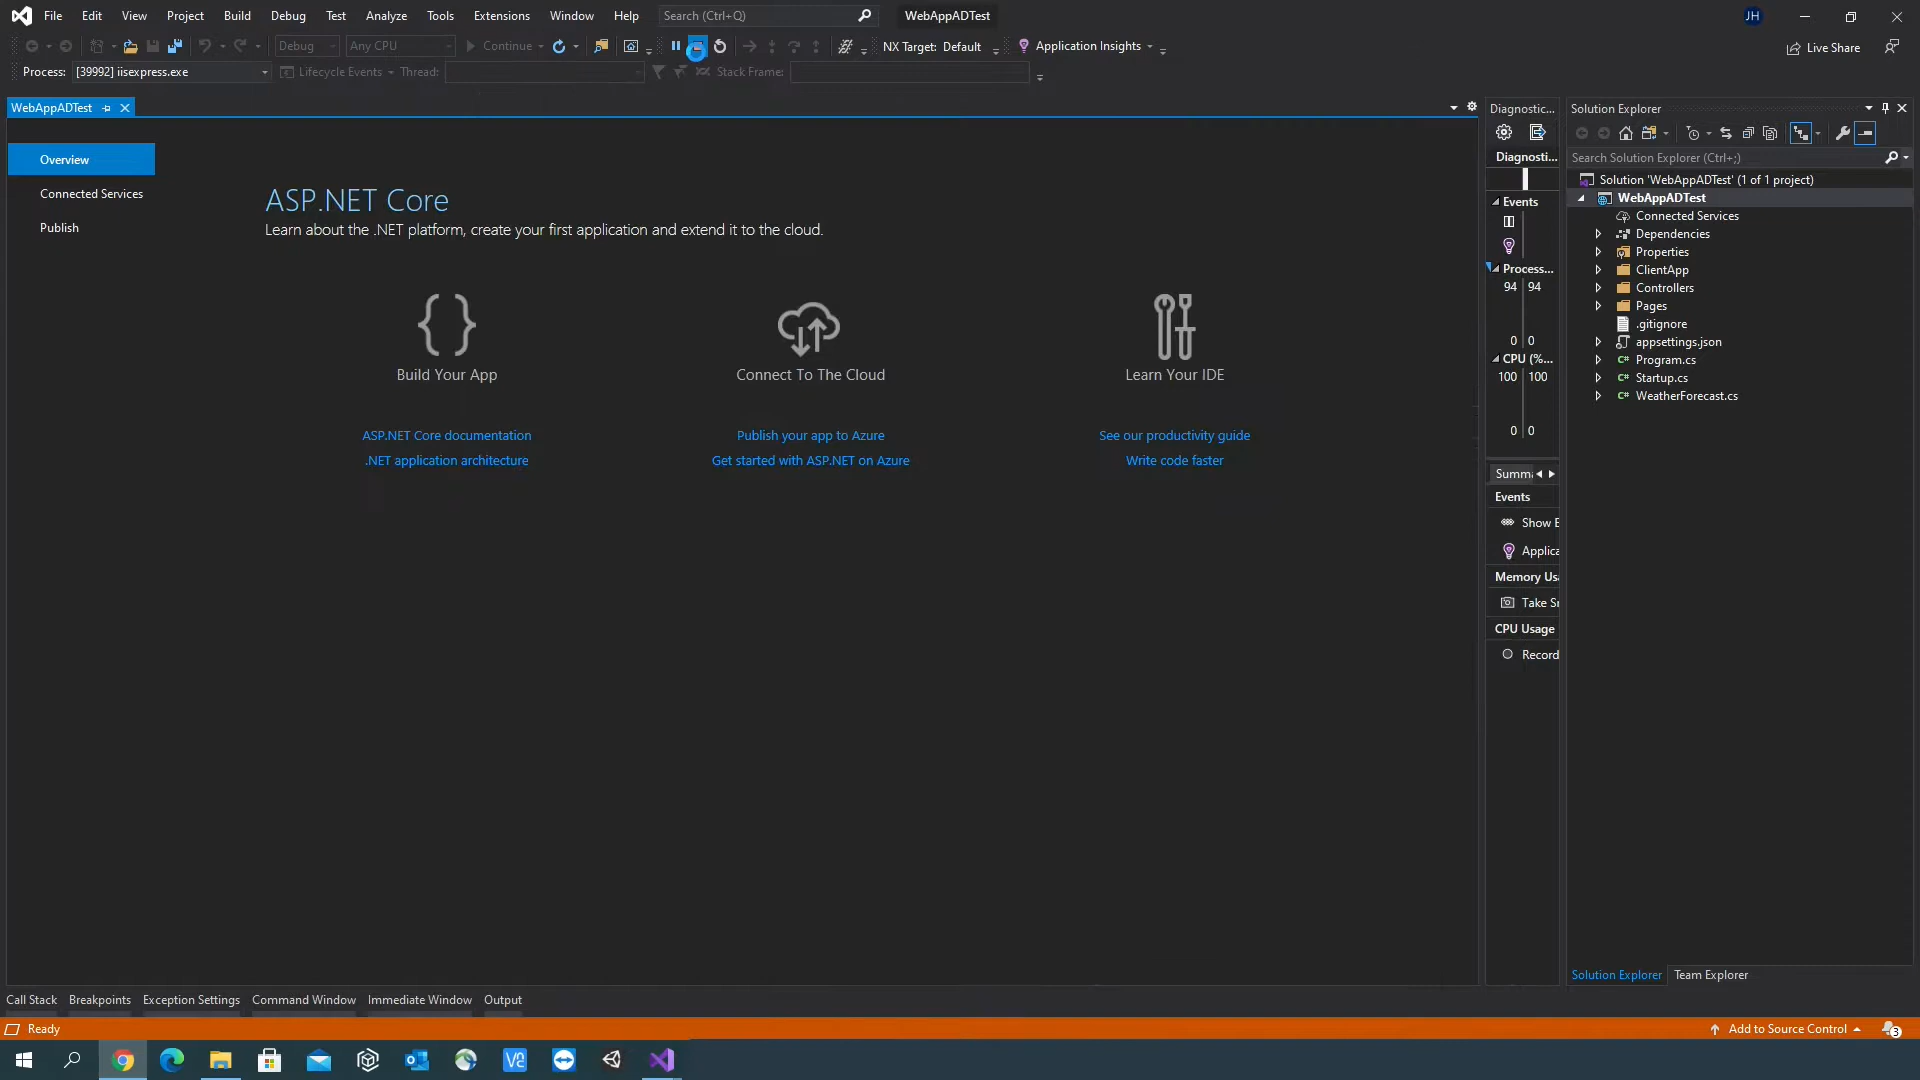 File Edit View Project Build Debug Test Analyze Tools Extensions Window Help Search (Ctrl+Q) WebAppADTest JH
Debug Any CPU Continue NX Target: Default Application Insights Live Share
Process: [39992] iisexpress.exe Lifecycle Events Thread: Stack Frame:
WebAppADTest
Overview
Connected Services
Publish
ASP.NET Core
Learn about the .NET platform, create your first application and extend it to the cloud.
Build Your App
Connect To The Cloud
Learn Your IDE
ASP.NET Core documentation
.NET application architecture
Publish your app to Azure
Get started with ASP.NET on Azure
See our productivity guide
Write code faster
Diagnostic...
Diagnosti...
Events
Process...
94 94
0 0
CPU (%...
100 100
0 0
Summa
Events
Show E
Applica
Memory Usa
Take Sn
CPU Usage
Record
Solution Explorer
Search Solution Explorer (Ctrl+;)
Solution 'WebAppADTest' (1 of 1 project)
WebAppADTest
Connected Services
Dependencies
Properties
ClientApp
Controllers
Pages
.gitignore
appsettings.json
C# Program.cs
C# Startup.cs
C# WeatherForecast.cs
Solution Explorer Team Explorer
Call Stack Breakpoints Exception Settings Command Window Immediate Window Output
Ready Add to Source Control 3